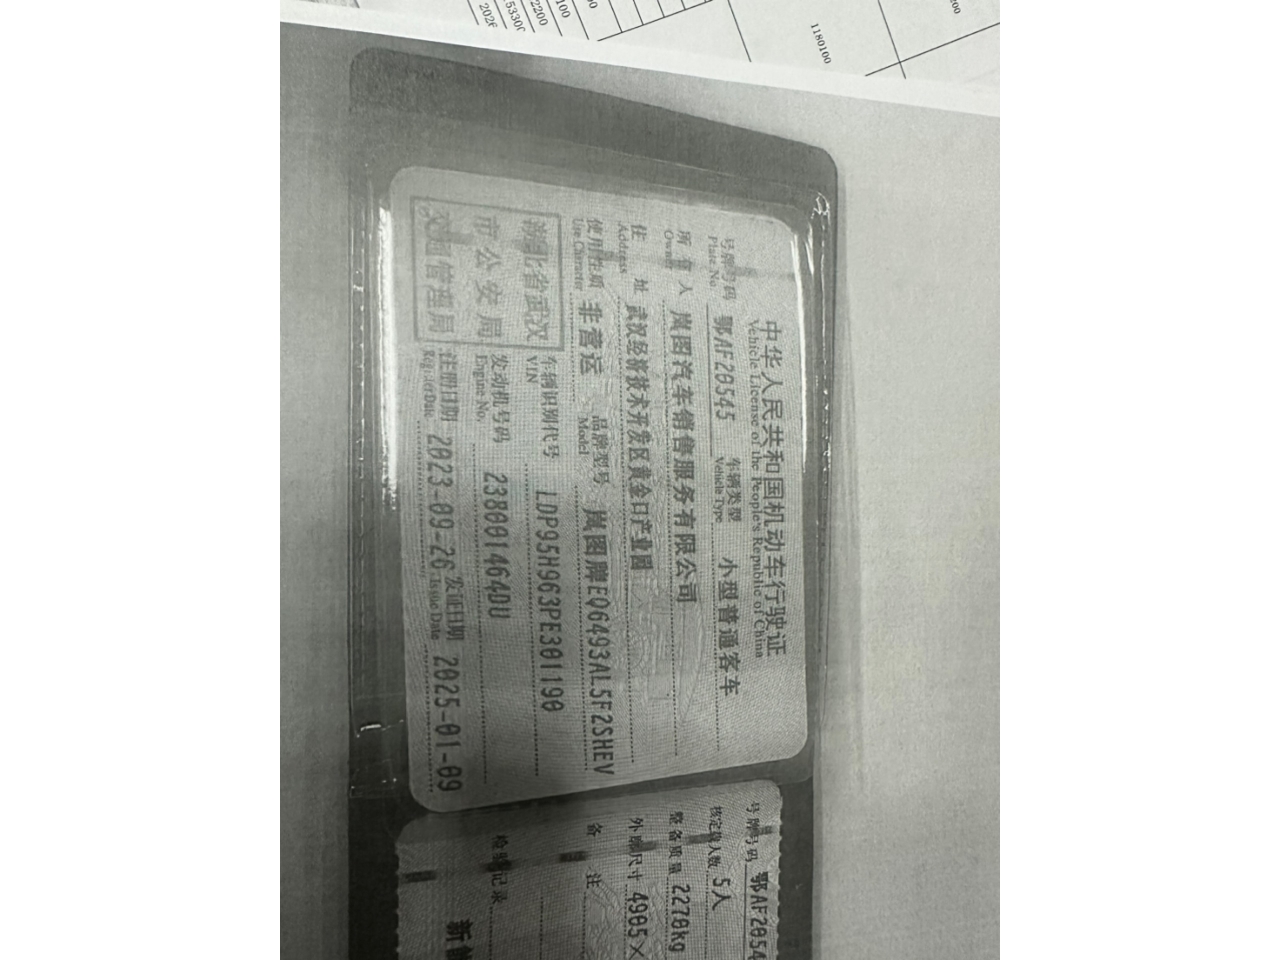 2026
2200
100
1180100
中华人民共和国机动车行驶证
Vehicle License of the People's Republic of China
号牌号码 鄂AF20545 车辆类型 小型普通客车
Plate No. Vehicle Type
所有人 岚图汽车销售服务有限公司
Owner
住址 武汉经济技术开发区黄金口产业园
Address
使用性质 非营运 品牌型号 岚图牌EQ6493AL5F2SHEV
Use Character Model
湖北省武汉
市公安局
交通管理局
车辆识别代号 LDP95H963PE301190
VIN
发动机号码 238001464DU
Engine No.
注册日期 2023-09-26 发证日期 2025-01-09
Register Date Issue Date
号牌号码 鄂AF2054
核定载人数 5人
整备质量 2270kg
外廓尺寸 4905×
备注
检验记录
新